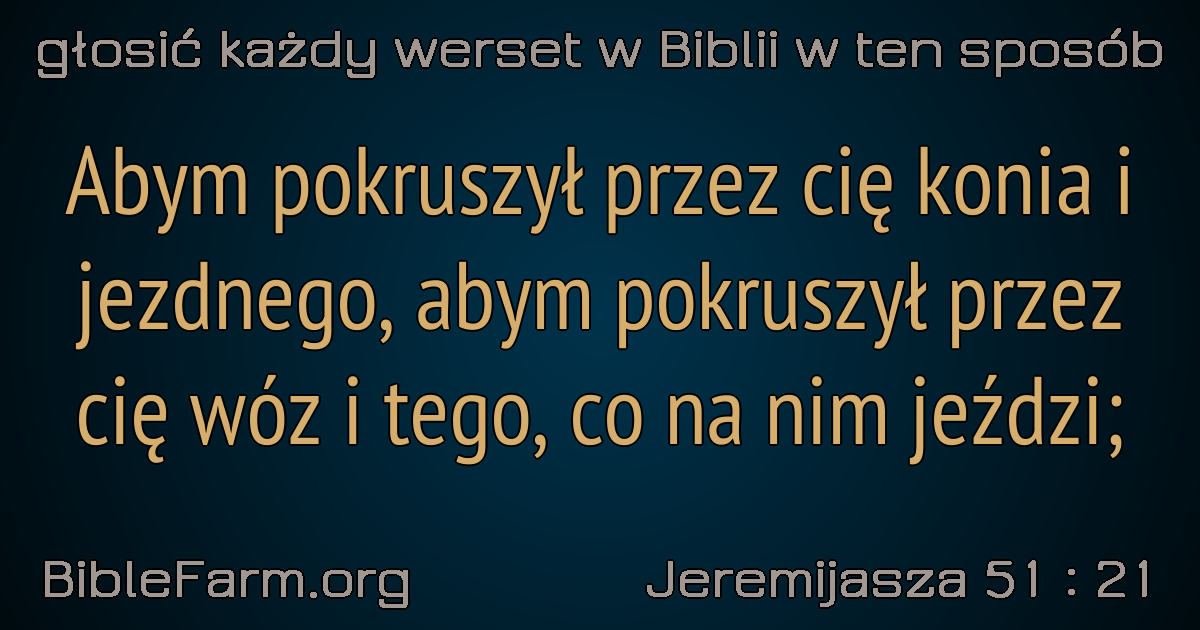 głosić każdy werset w Biblii w ten sposób
Abym pokruszył przez cię konia i
jezdnego, abym pokruszył przez
cię wóz i tego, co na nim jeździ;
BibleFarm.org
Jeremijasza 51 : 21